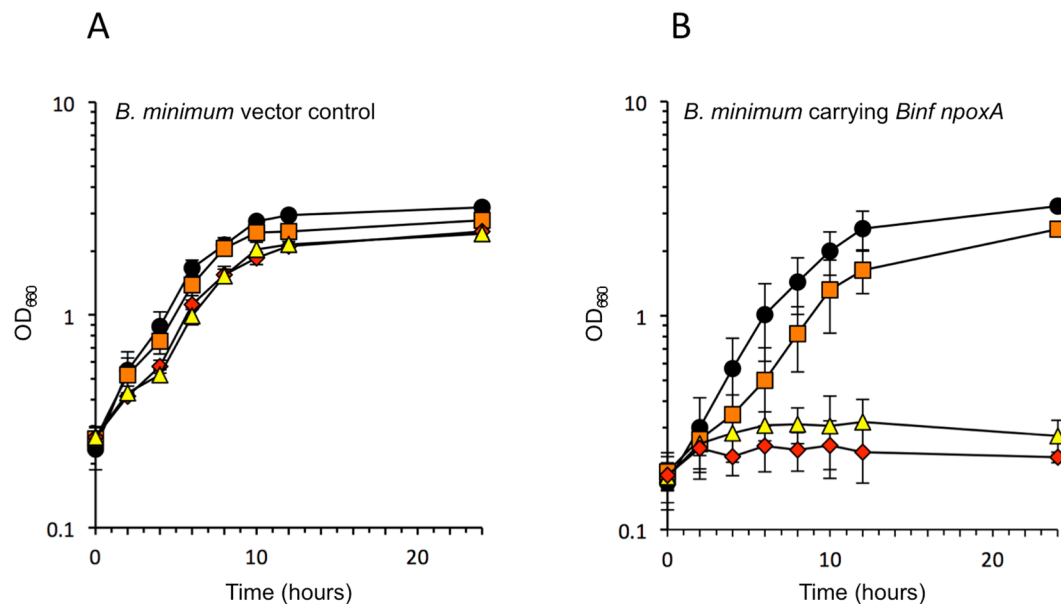 A
B. minimum vector control
10
1
0.1
OD660
0
10
20
Time (hours)
B
B. minimum carrying Binf npoxA
10
1
0.1
OD660
0
10
20
Time (hours)